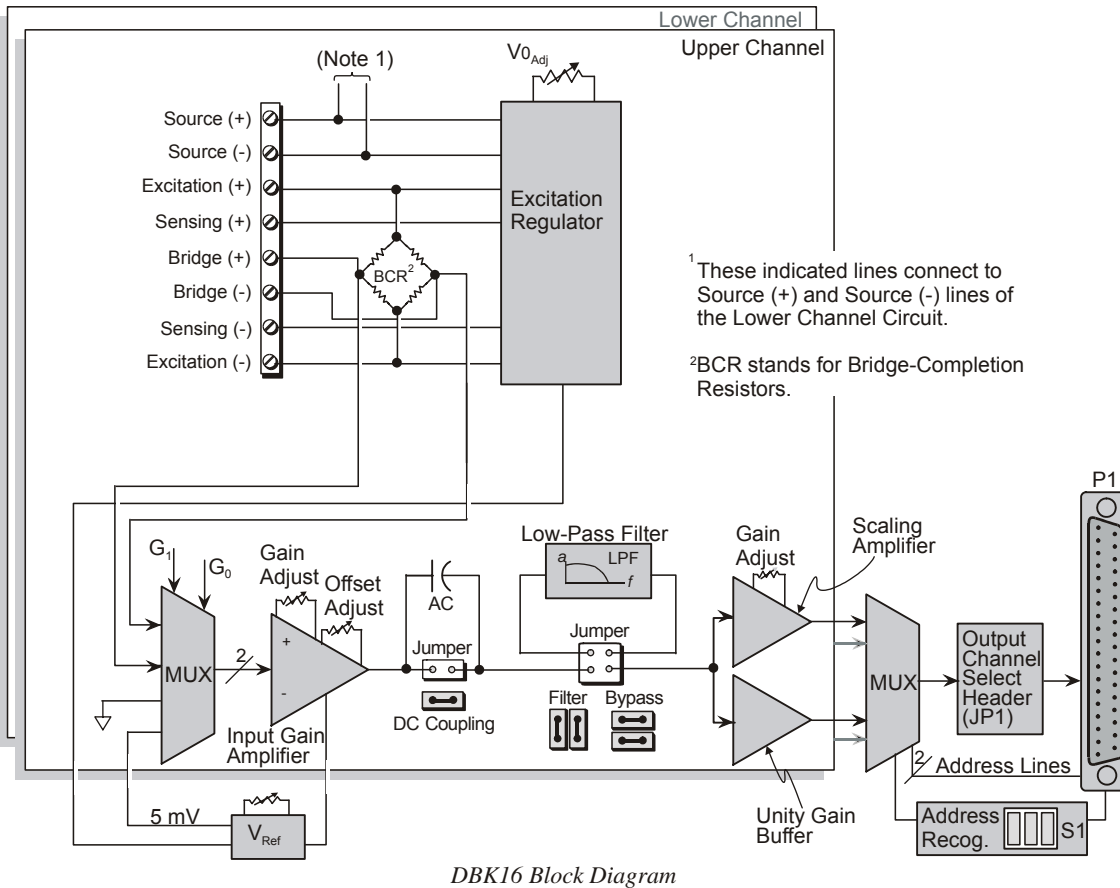 Lower Channel
Upper Channel
(Note 1)
V0Adj
Source (+)
Source (-)
Excitation (+)
Sensing (+)
Bridge (+)
Bridge (-)
Sensing (-)
Excitation (-)
BCR2
Excitation
Regulator
1 These indicated lines connect to
Source (+) and Source (-) lines of
the Lower Channel Circuit.
2BCR stands for Bridge-Completion
Resistors.
P1
G1
G0
Gain
Adjust
Offset
Adjust
AC
Jumper
DC Coupling
Low-Pass Filter
a
LPF
f
Jumper
Filter
Bypass
Gain
Adjust
Scaling
Amplifier
MUX
2
+
-
Input Gain
Amplifier
MUX
Output
Channel
Select
Header
(JP1)
2
Address Lines
Unity Gain
Buffer
Address
Recog.
S1
5 mV
VRef
DBK16 Block Diagram